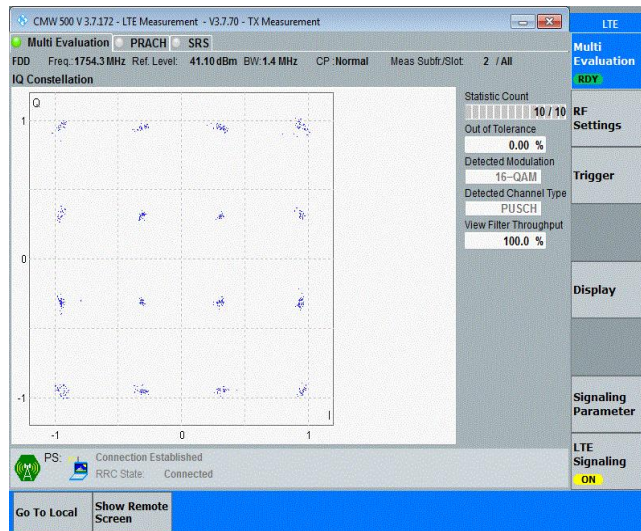 CMW 500 V 3.7.172 - LTE Measurement - V3.7.70 - TX Measurement
LTE
Multi Evaluation PRACH SRS
FDD Freq.:1754.3 MHz Ref. Level: 41.10 dBm BW:1.4 MHz CP :Normal Meas Subfr./Slot: 2 / All
IQ Constellation
Q
1
0
-1
I
-1 0 1
Statistic Count
10 / 10
Out of Tolerance
0.00 %
Detected Modulation
16-QAM
Detected Channel Type
PUSCH
View Filter Throughput
100.0 %
PS: Connection Established
RRC State: Connected
Multi
Evaluation
RDY
RF
Settings
Trigger
Display
Signaling
Parameter
LTE
Signaling
ON
Go To Local
Show Remote
Screen